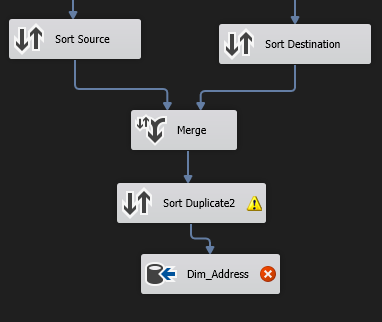 Sort Source
Sort Destination
Merge
Sort Duplicate2
Dim_Address